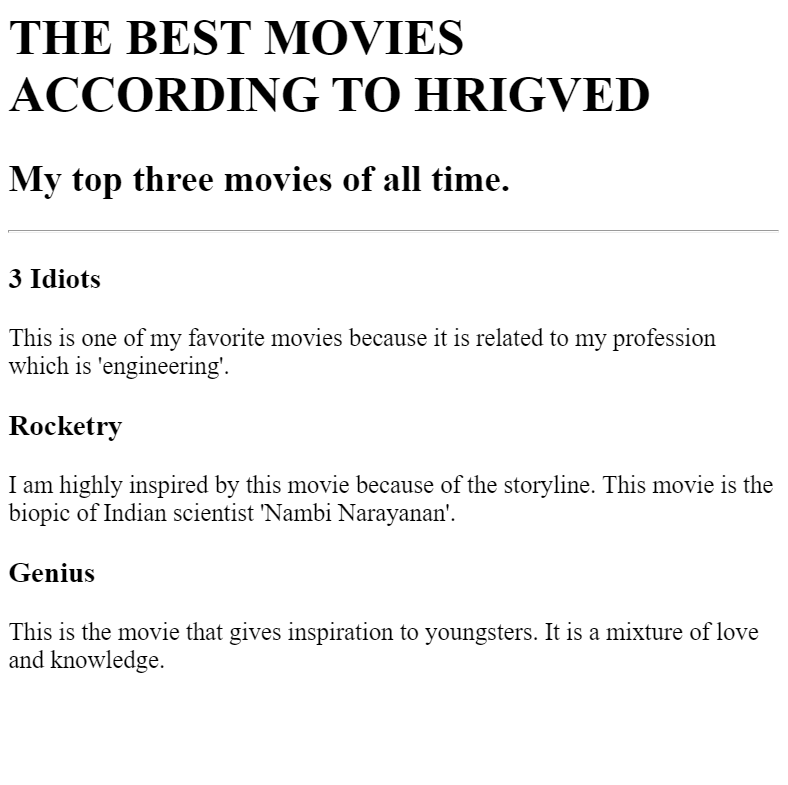 THE BEST MOVIES
ACCORDING TO HRIGVED
My top three movies of all time.
3 Idiots
This is one of my favorite movies because it is related to my profession
which is 'engineering'.
Rocketry
I am highly inspired by this movie because of the storyline. This movie is the
biopic of Indian scientist 'Nambi Narayanan'.
Genius
This is the movie that gives inspiration to youngsters. It is a mixture of love
and knowledge.